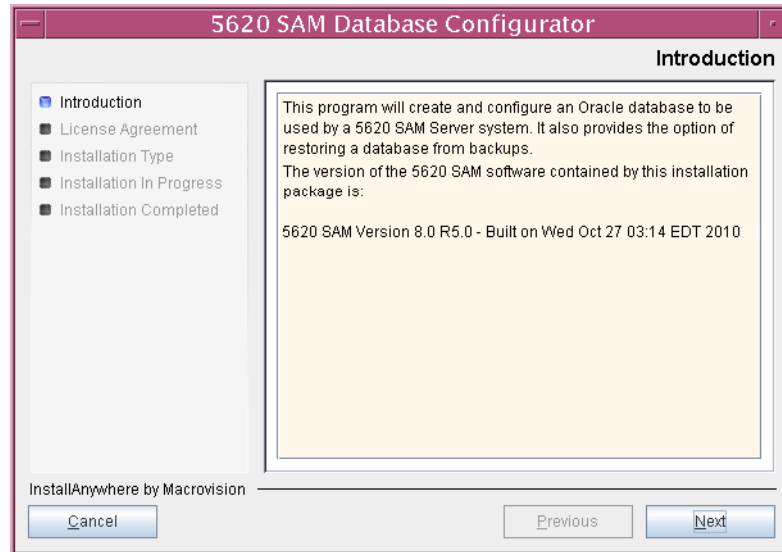 5620 SAM Database Configurator
Introduction
Introduction
License Agreement
Installation Type
Installation In Progress
Installation Completed
This program will create and configure an Oracle database to be
used by a 5620 SAM Server system. It also provides the option of
restoring a database from backups.
The version of the 5620 SAM software contained by this installation
package is:
5620 SAM Version 8.0 R5.0 - Built on Wed Oct 27 03:14 EDT 2010
InstallAnywhere by Macrovision
Cancel
Previous
Next